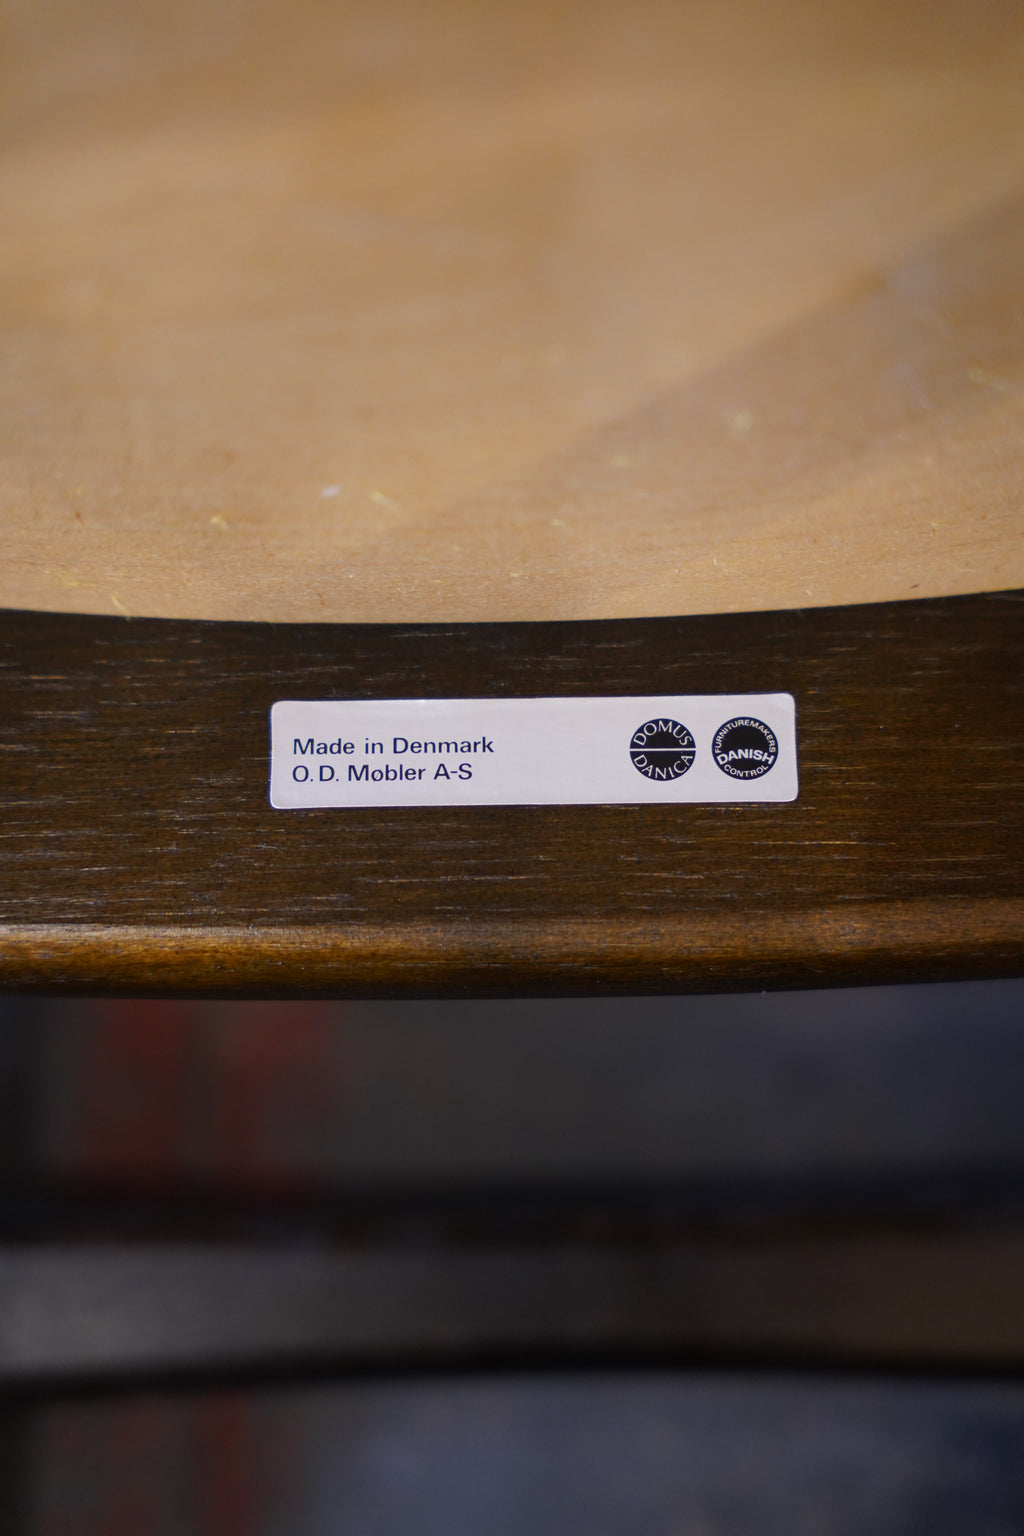 Made in Denmark
O.D. Møbler A-S
DOMUS
DANICA
FURNITUREMAKERS
DANISH
CONTROL